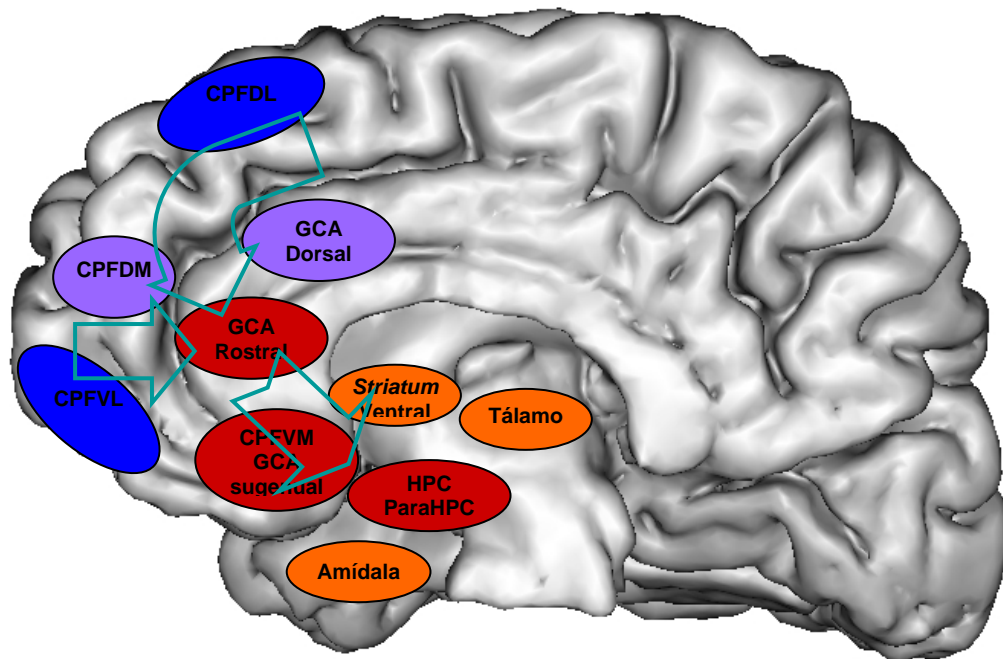 CPFDL
GCA
Dorsal
CPFDM
GCA
Rostral
CPFVL
Striatum
Ventral
Tálamo
CPFVM
GCA
sugenual
HPC
ParaHPC
Amídala